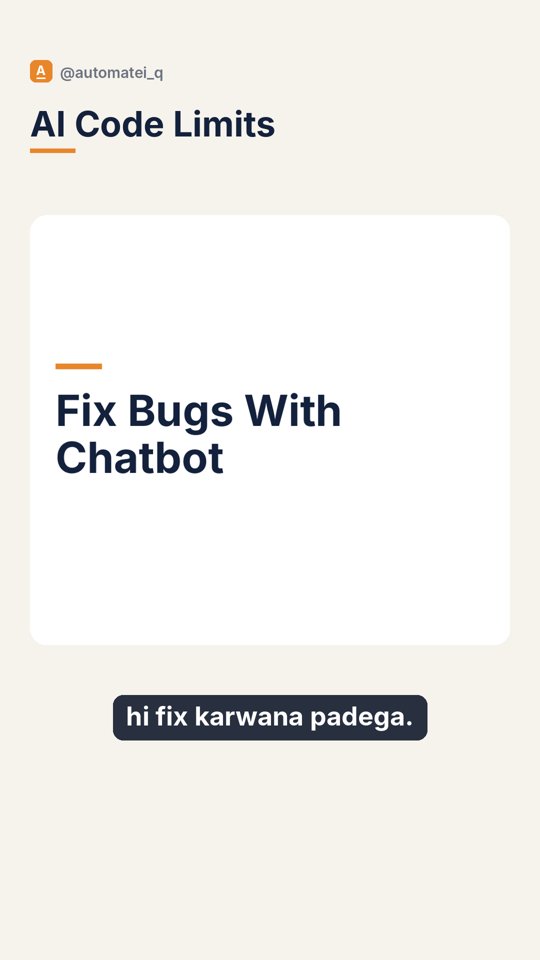 A @automatei_q
AI Code Limits
Fix Bugs With
Chatbot
hi fix karwana padega.